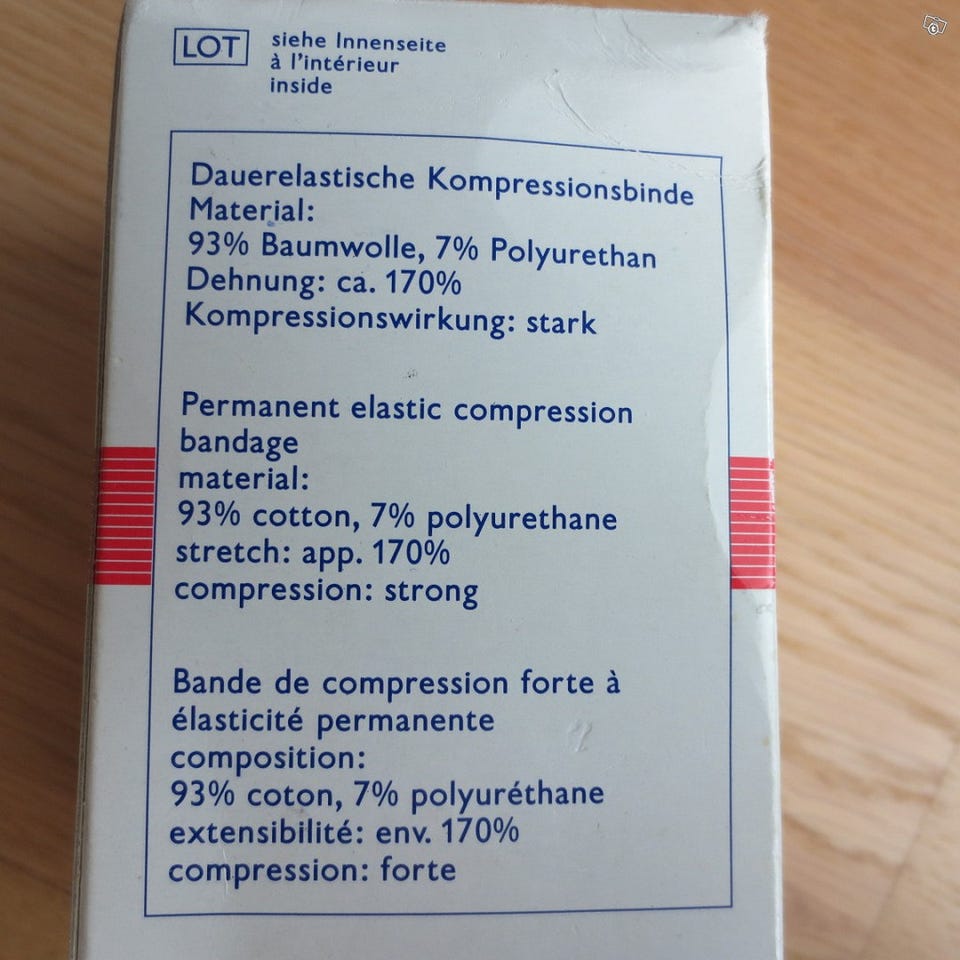 LOT siehe Innenseite
à l'intérieur
inside
Dauerelastische Kompressionsbinde
Material:
93% Baumwolle, 7% Polyurethan
Dehnung: ca. 170%
Kompressionswirkung: stark
Permanent elastic compression
bandage
material:
93% cotton, 7% polyurethane
stretch: app. 170%
compression: strong
Bande de compression forte à
élasticité permanente
composition:
93% coton, 7% polyuréthane
extensibilité: env. 170%
compression: forte